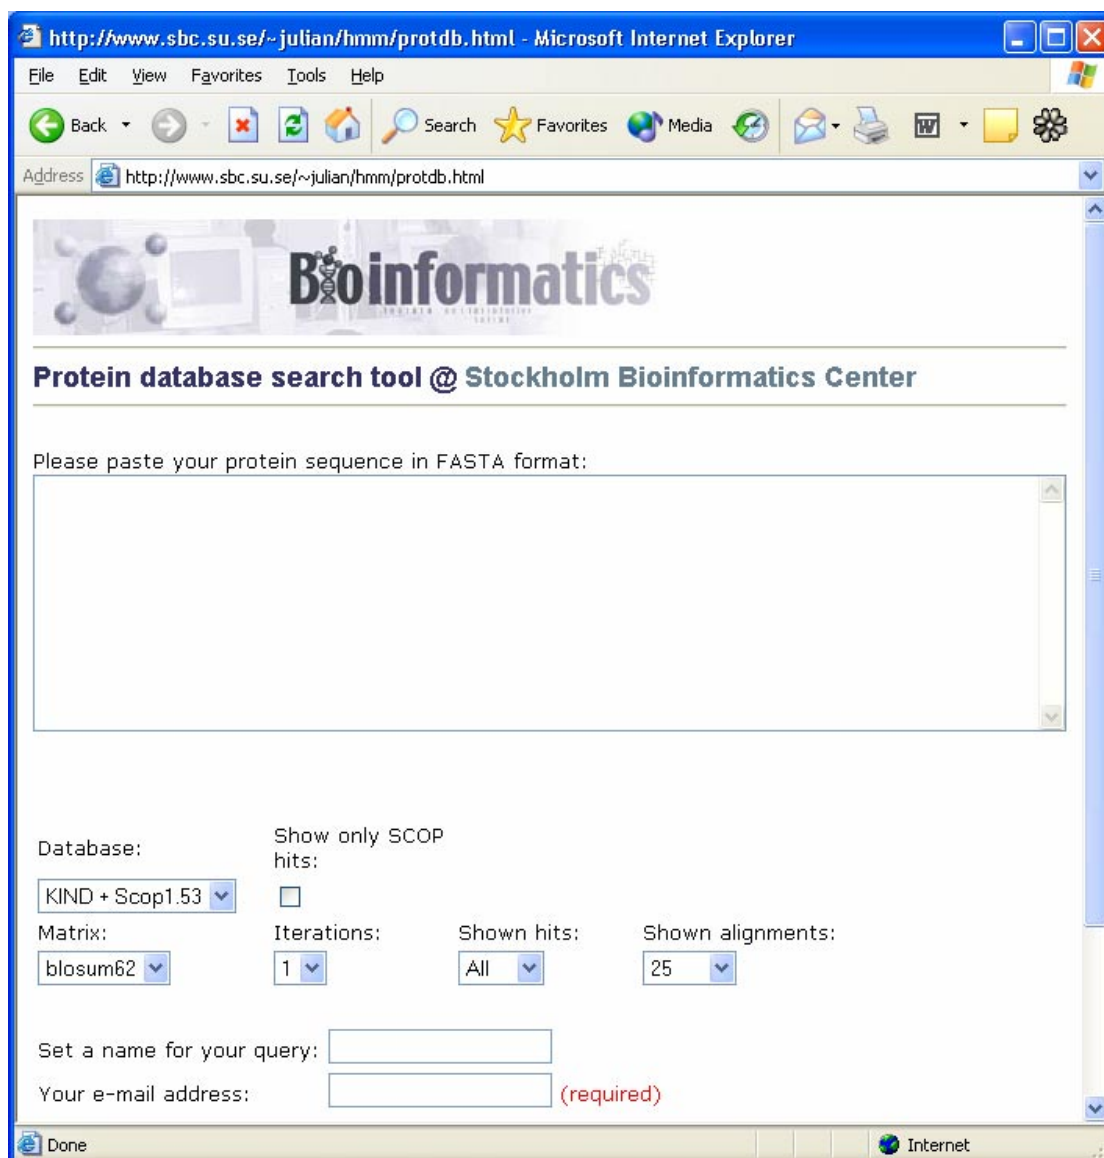 http://www.sbc.su.se/~julian/hmm/protdb.html - Microsoft Internet Explorer
File Edit View Favorites Tools Help
Back Search Favorites Media
Address http://www.sbc.su.se/~julian/hmm/protdb.html
Bioinformatics
Protein database search tool @ Stockholm Bioinformatics Center
Please paste your protein sequence in FASTA format:
Database: Show only SCOP hits:
KIND + Scop1.53
Matrix: Iterations: Shown hits: Shown alignments:
blosum62 1 All 25
Set a name for your query:
Your e-mail address: (required)
Done Internet